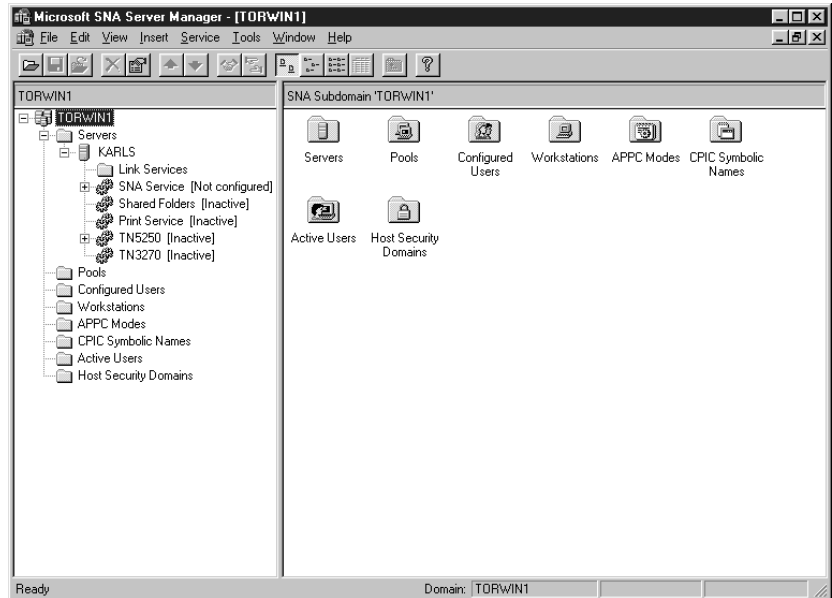 Microsoft SNA Server Manager - [TORWIN1]
File Edit View Insert Service Tools Window Help
TORWIN1
TORWIN1
Servers
KARLS
Link Services
SNA Service [Not configured]
Shared Folders [Inactive]
Print Service [Inactive]
TN5250 [Inactive]
TN3270 [Inactive]
Pools
Configured Users
Workstations
APPC Modes
CPIC Symbolic Names
Active Users
Host Security Domains
SNA Subdomain 'TORWIN1'
Servers Pools Configured Workstations APPC Modes CPIC Symbolic
Users Names
Active Users Host Security
Domains
Ready Domain: TORWIN1